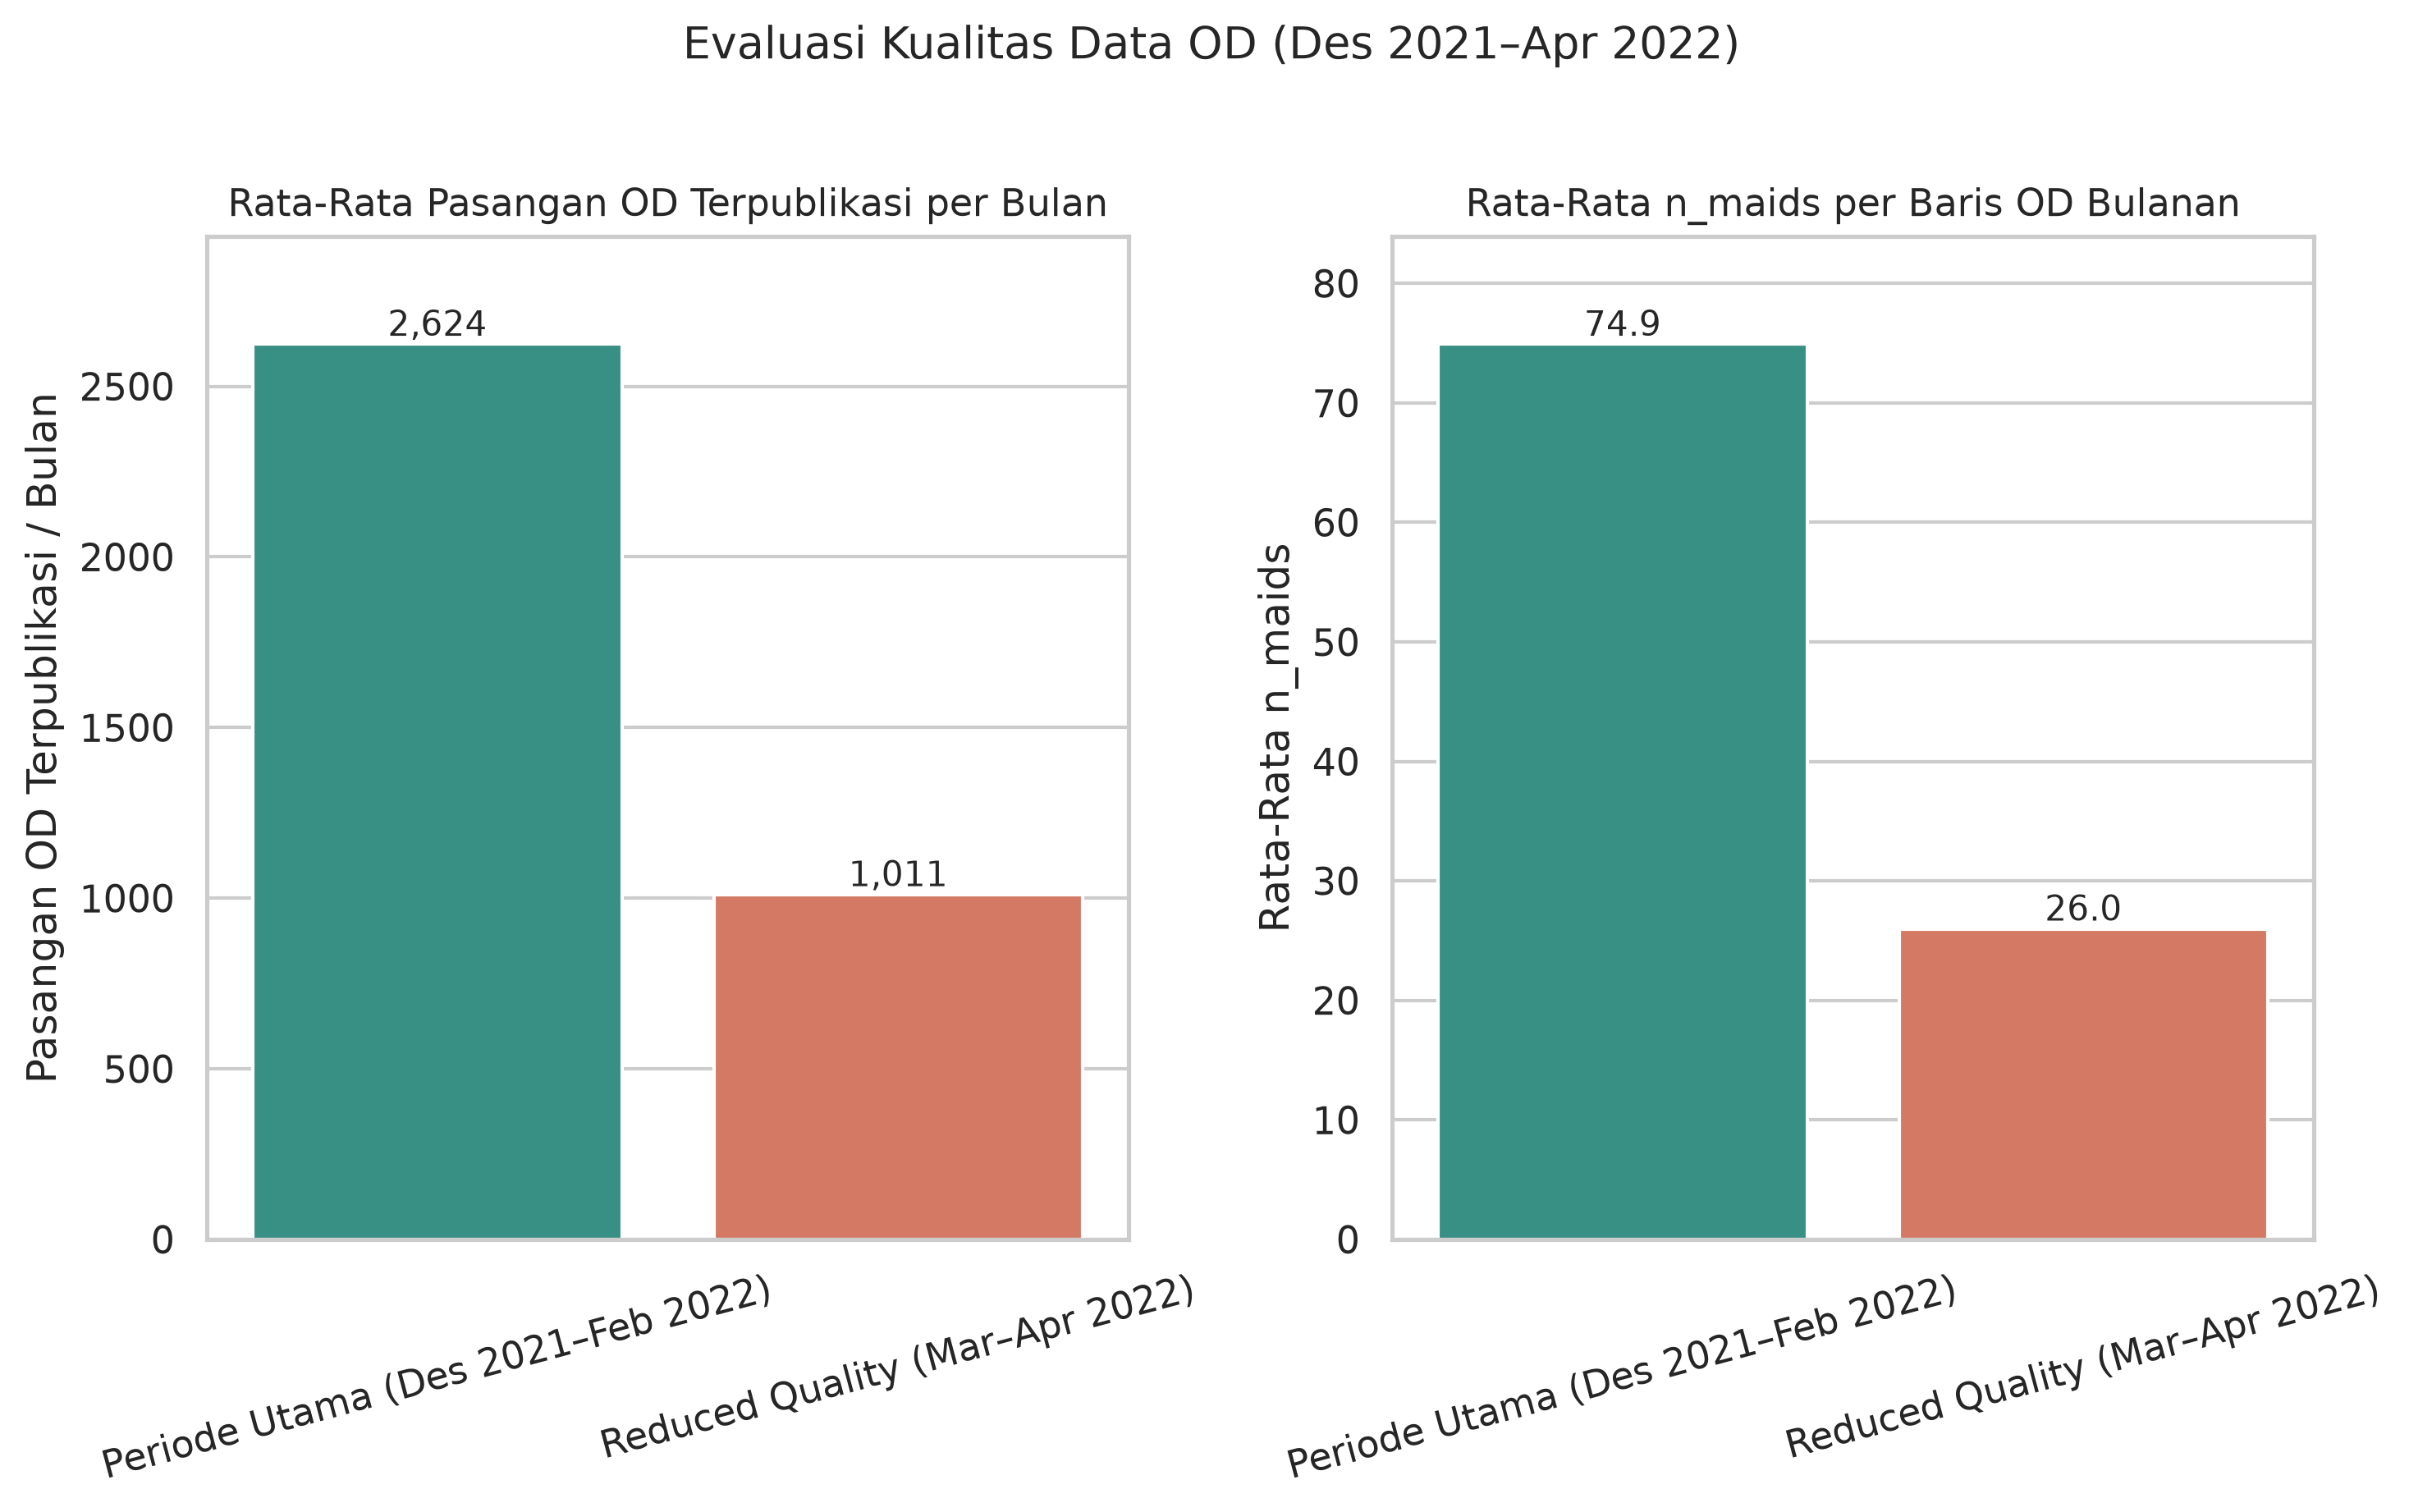 Evaluasi Kualitas Data OD (Des 2021–Apr 2022)
Rata-Rata Pasangan OD Terpublikasi per Bulan
Pasangan OD Terpublikasi / Bulan
2500
2000
1500
1000
500
0
2,624
1,011
Periode Utama (Des 2021–Feb 2022)
Reduced Quality (Mar–Apr 2022)
Rata-Rata n_maids per Baris OD Bulanan
Rata-Rata n_maids
80
70
60
50
40
30
20
10
0
74.9
26.0
Periode Utama (Des 2021–Feb 2022)
Reduced Quality (Mar–Apr 2022)